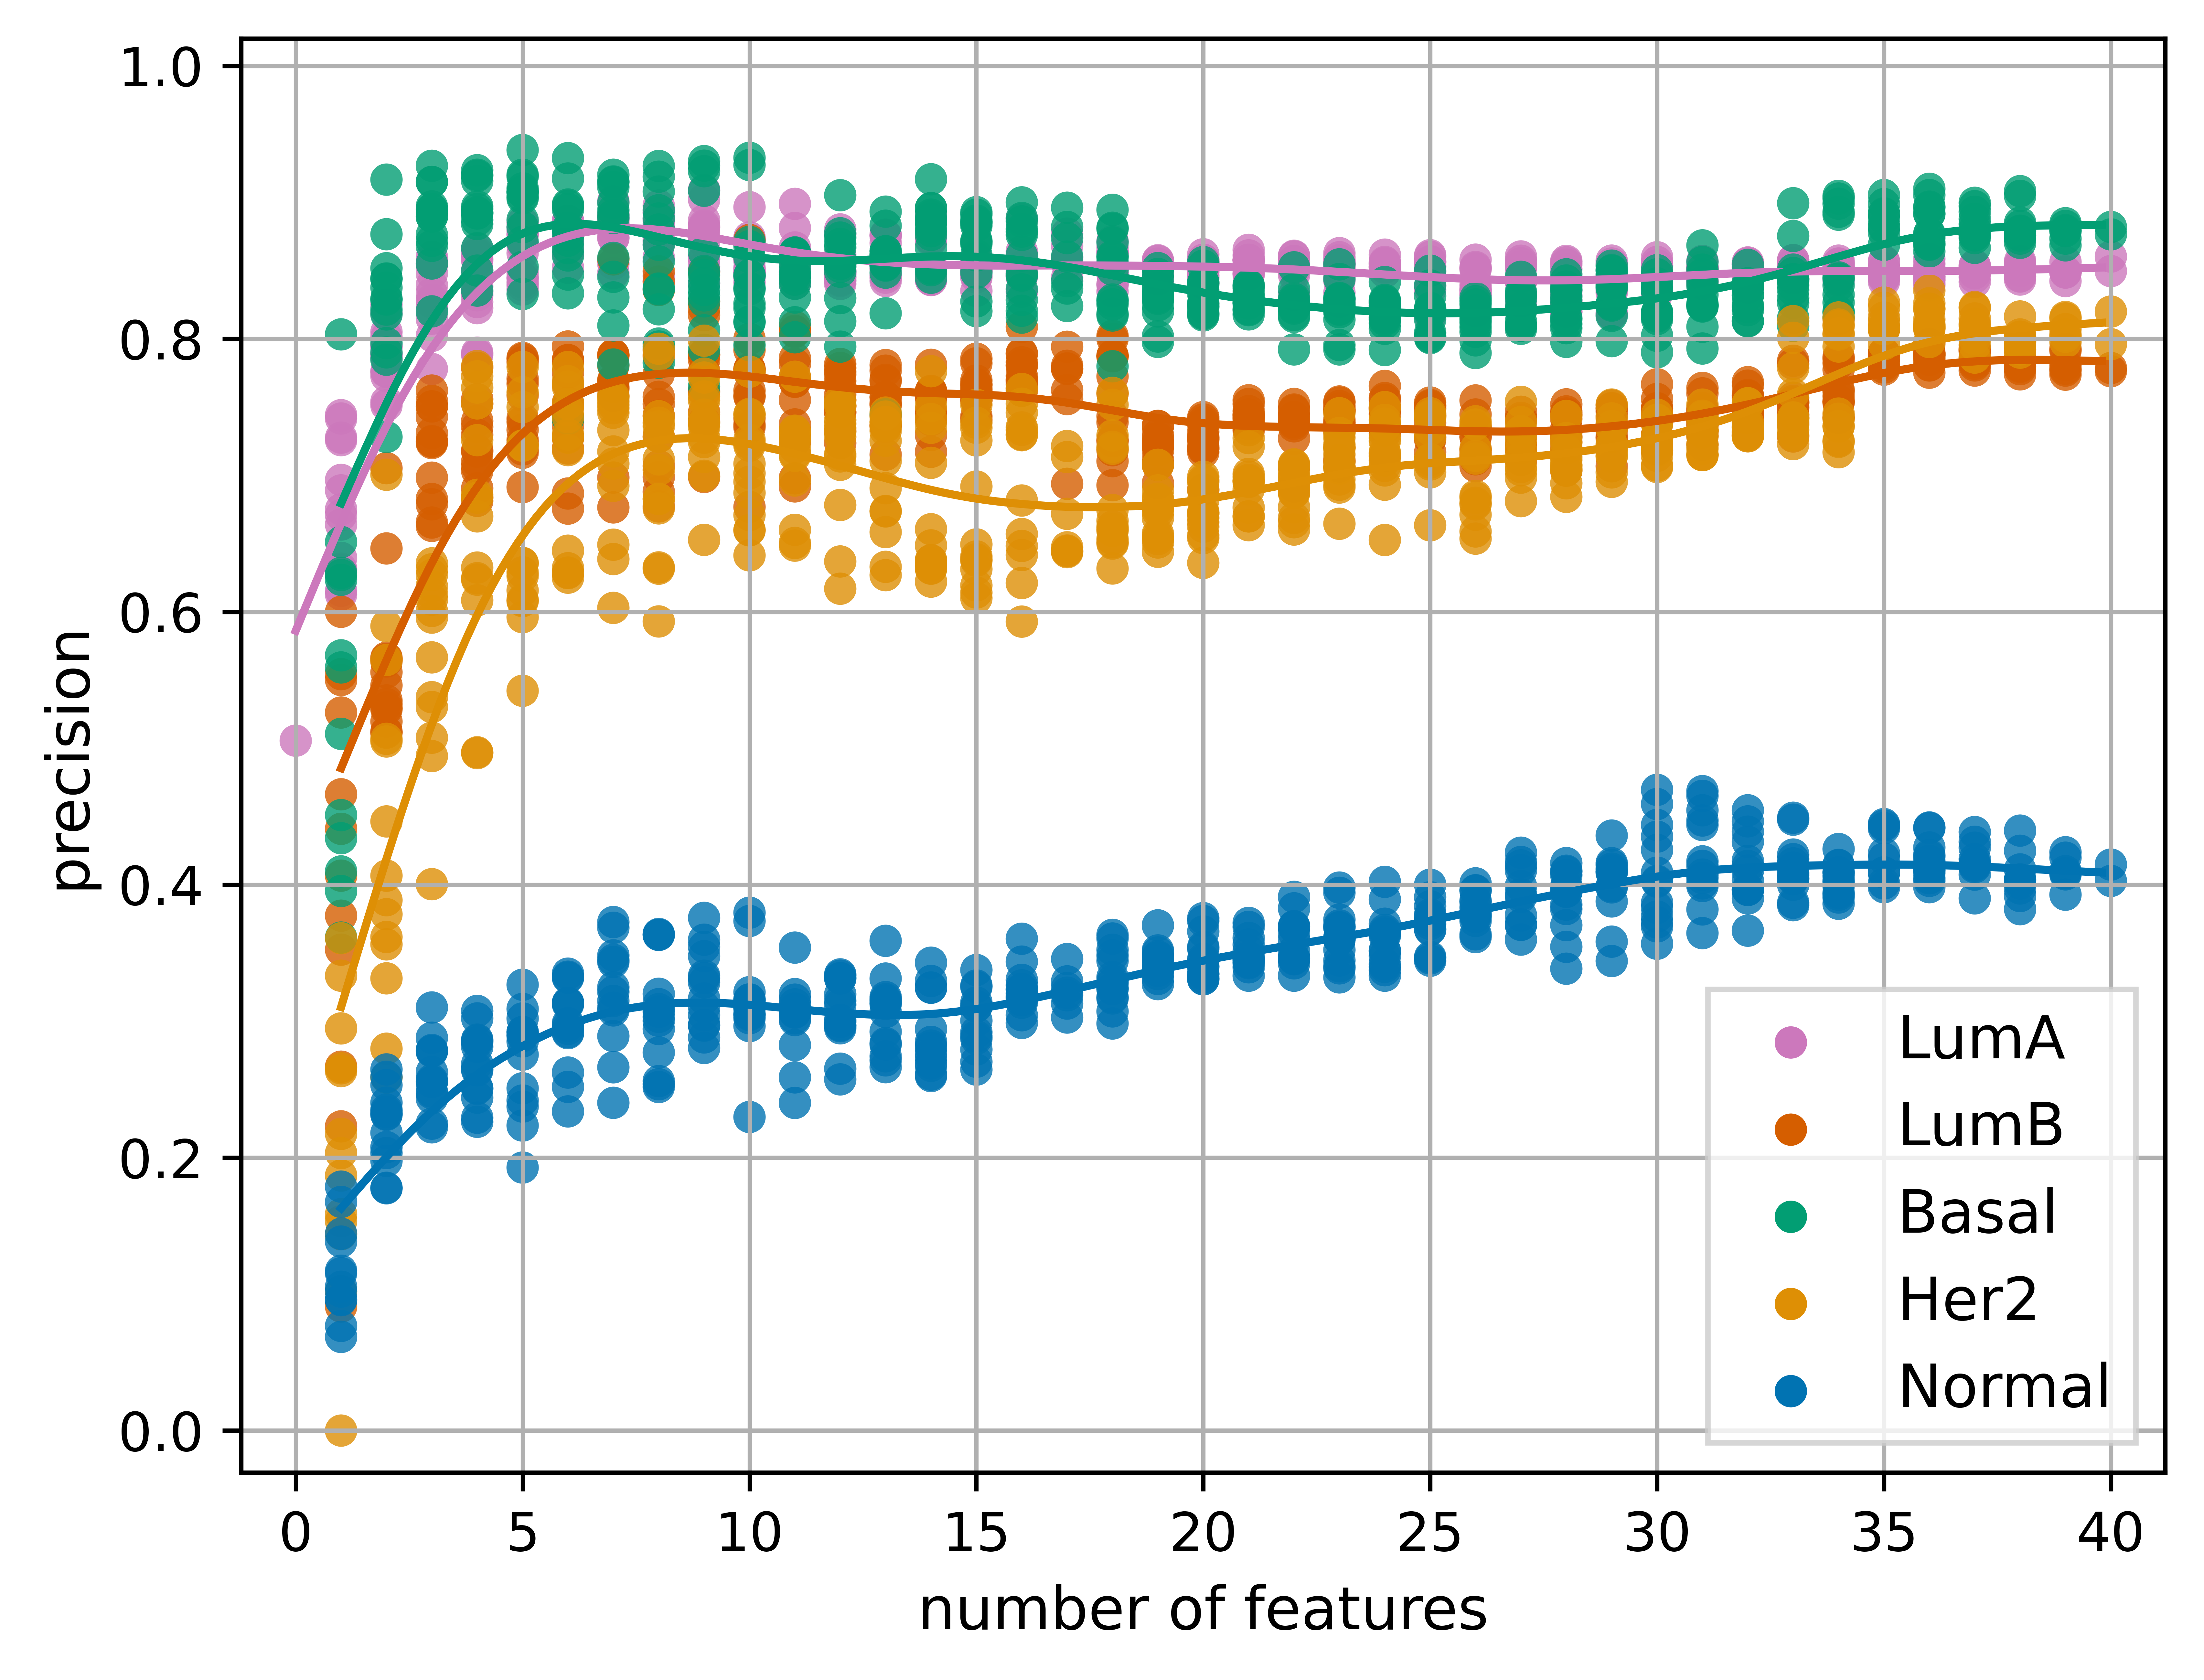 1.0
0.8
0.6
0.4
0.2
0.0
precision
0 5 10 15 20 25 30 35 40
number of features
LumA
LumB
Basal
Her2
Normal